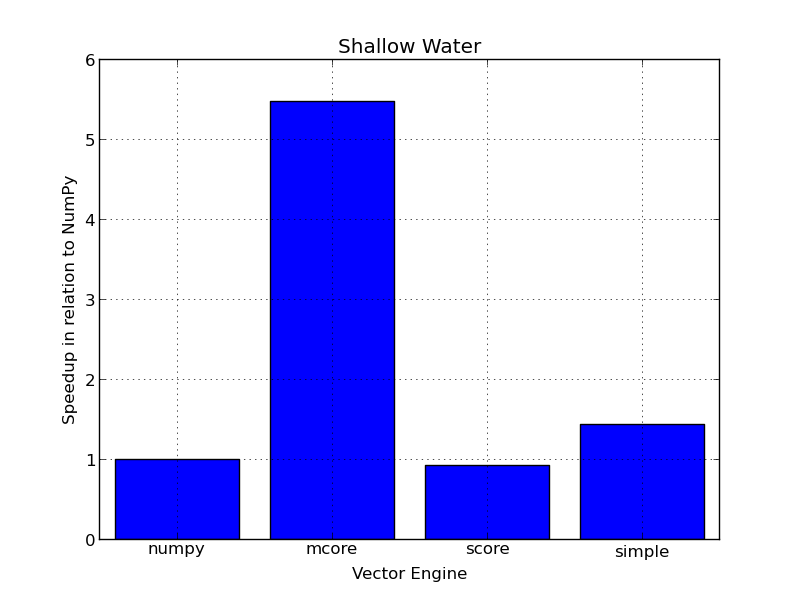 Shallow Water
Speedup in relation to NumPy
6
5
4
3
2
1
0
numpy mcore score simple
Vector Engine